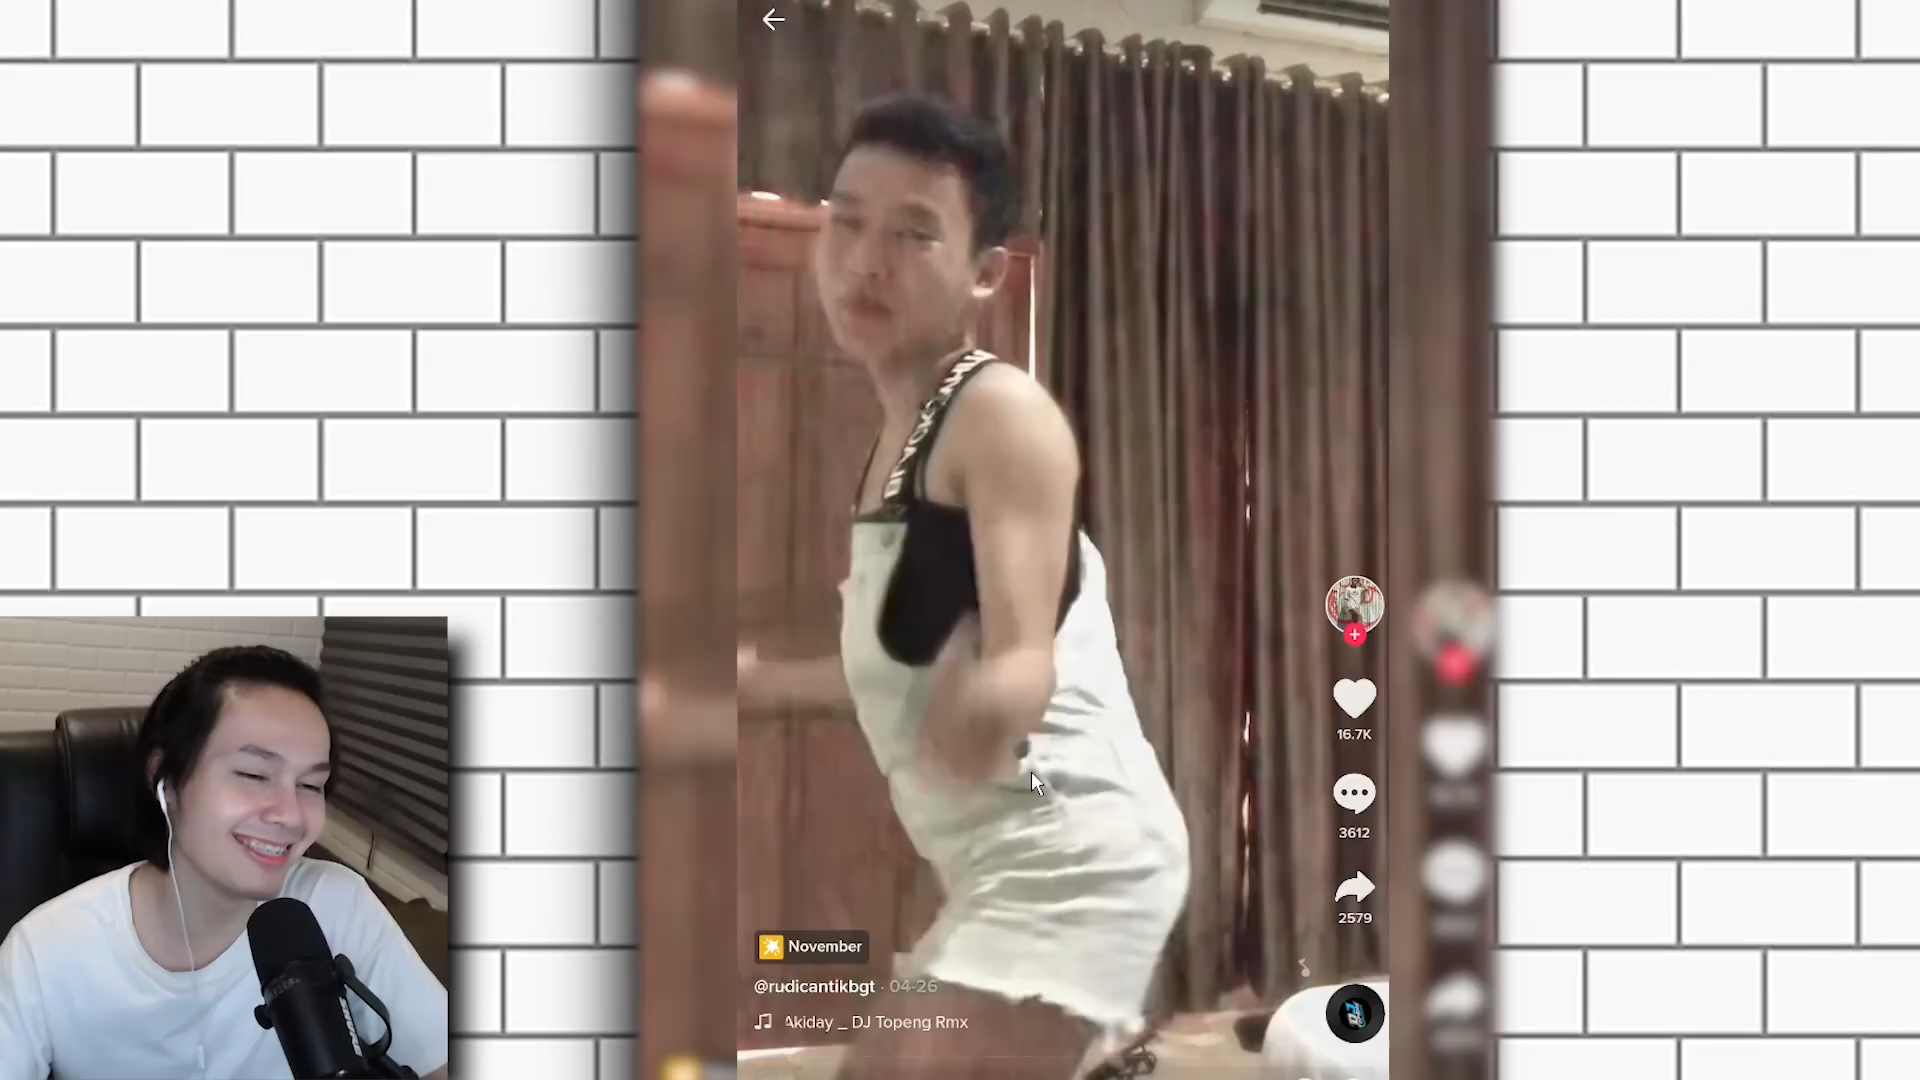 16.7K
3612
2579
November
@rudicantikbgt · 04-26
Akiday _ DJ Topeng Rmx